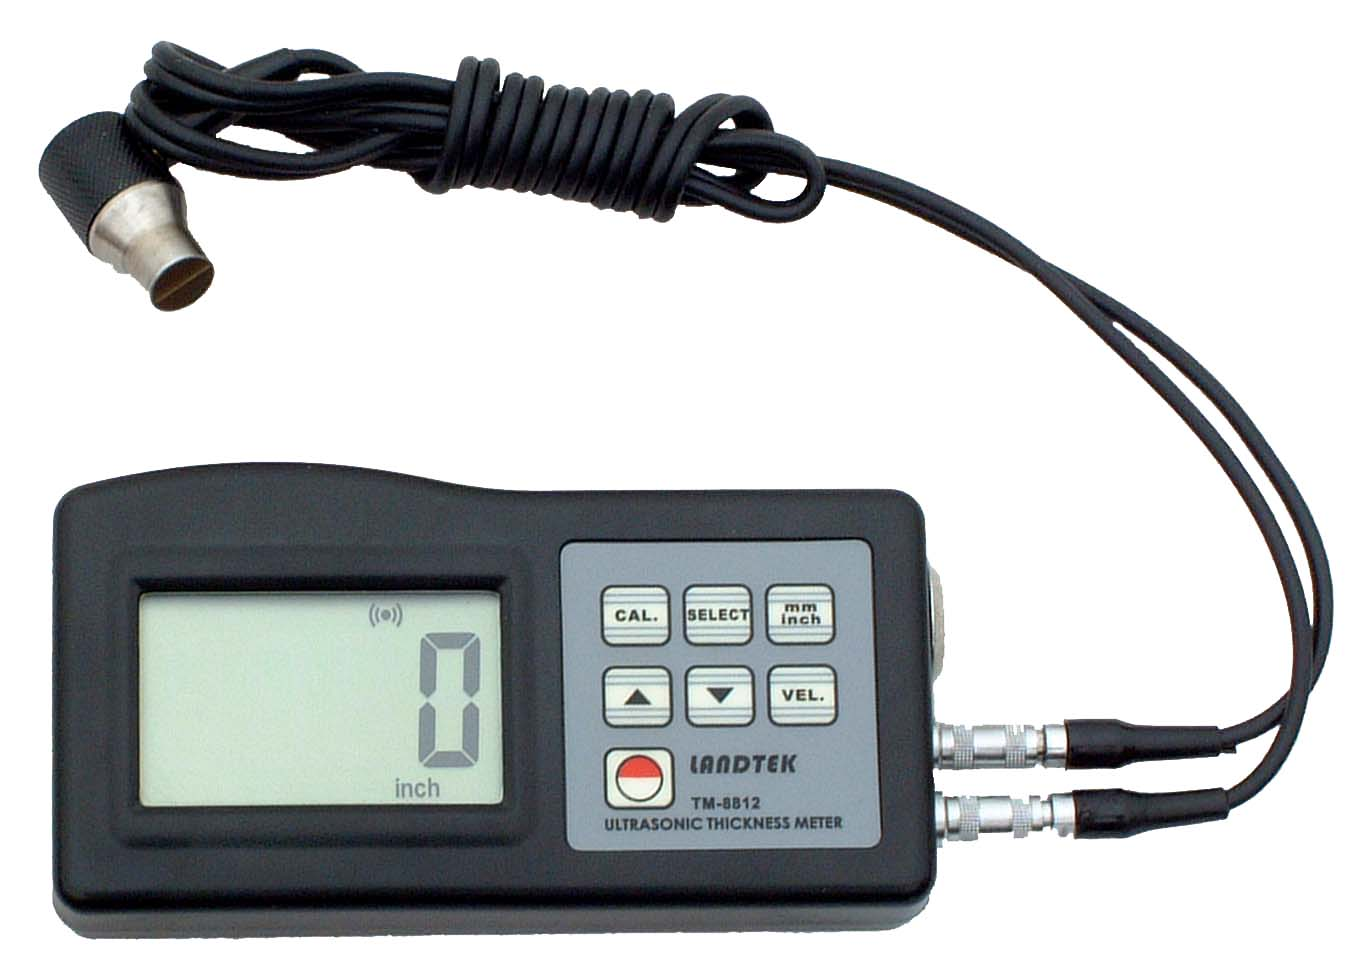 0
inch
CAL.
SELECT
mm
inch
VEL.
LANDTEK
TM-8812
ULTRASONIC THICKNESS METER